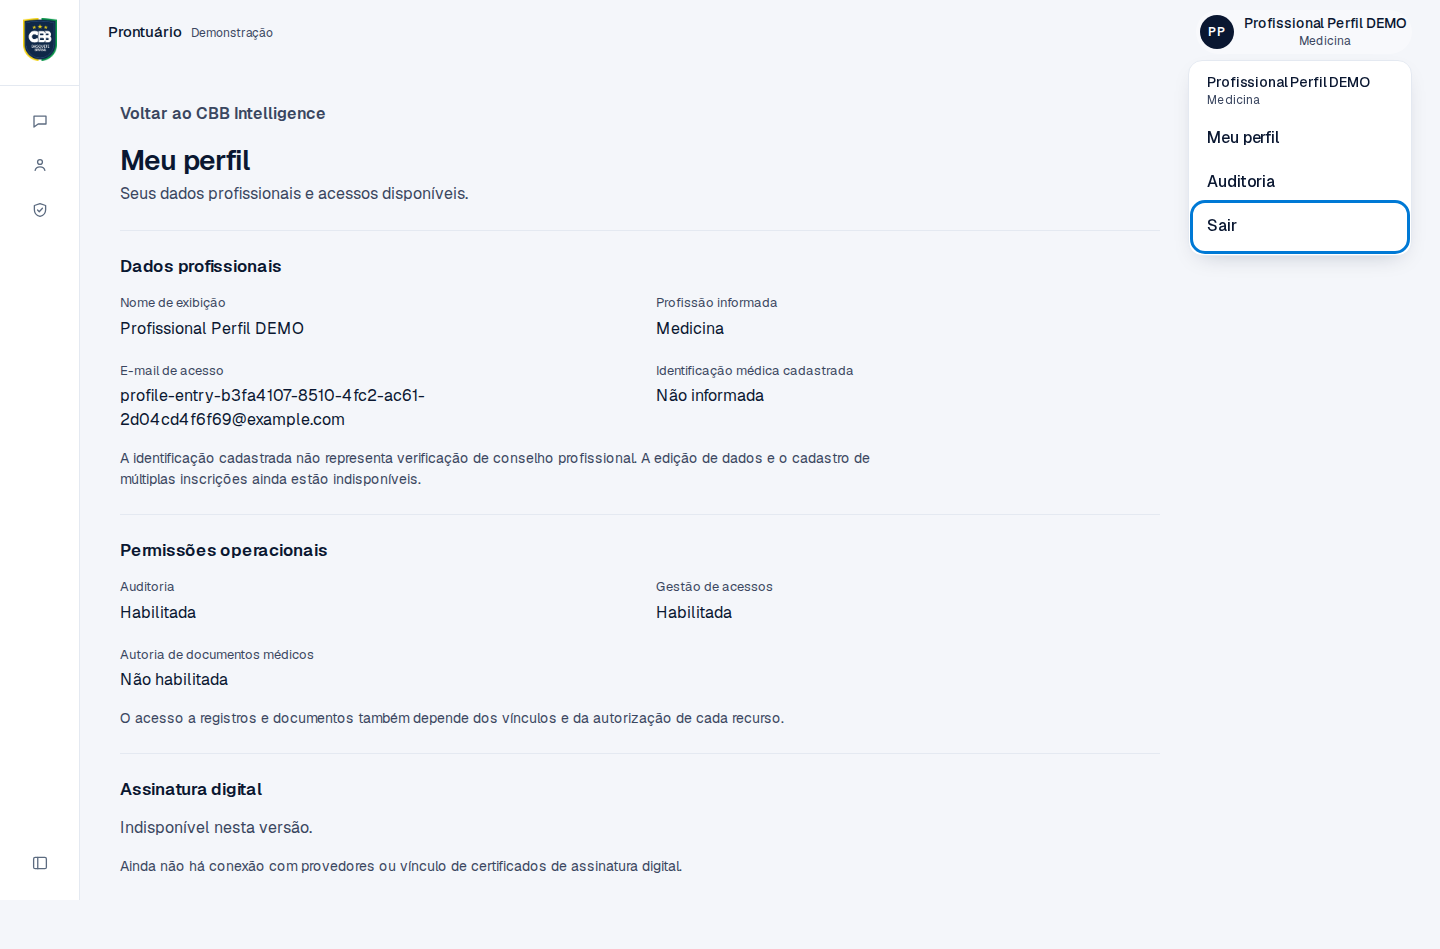 CBB
Prontuário Demonstração
PP
Profissional Perfil DEMO
Medicina
Profissional Perfil DEMO
Medicina
Meu perfil
Auditoria
Sair
Voltar ao CBB Intelligence
Meu perfil
Seus dados profissionais e acessos disponíveis.
Dados profissionais
Nome de exibição
Profissional Perfil DEMO
Profissão informada
Medicina
E-mail de acesso
profile-entry-b3fa4107-8510-4fc2-ac61-
2d04cd4f6f69@example.com
Identificação médica cadastrada
Não informada
A identificação cadastrada não representa verificação de conselho profissional. A edição de dados e o cadastro de
múltiplas inscrições ainda estão indisponíveis.
Permissões operacionais
Auditoria
Habilitada
Gestão de acessos
Habilitada
Autoria de documentos médicos
Não habilitada
O acesso a registros e documentos também depende dos vínculos e da autorização de cada recurso.
Assinatura digital
Indisponível nesta versão.
Ainda não há conexão com provedores ou vínculo de certificados de assinatura digital.